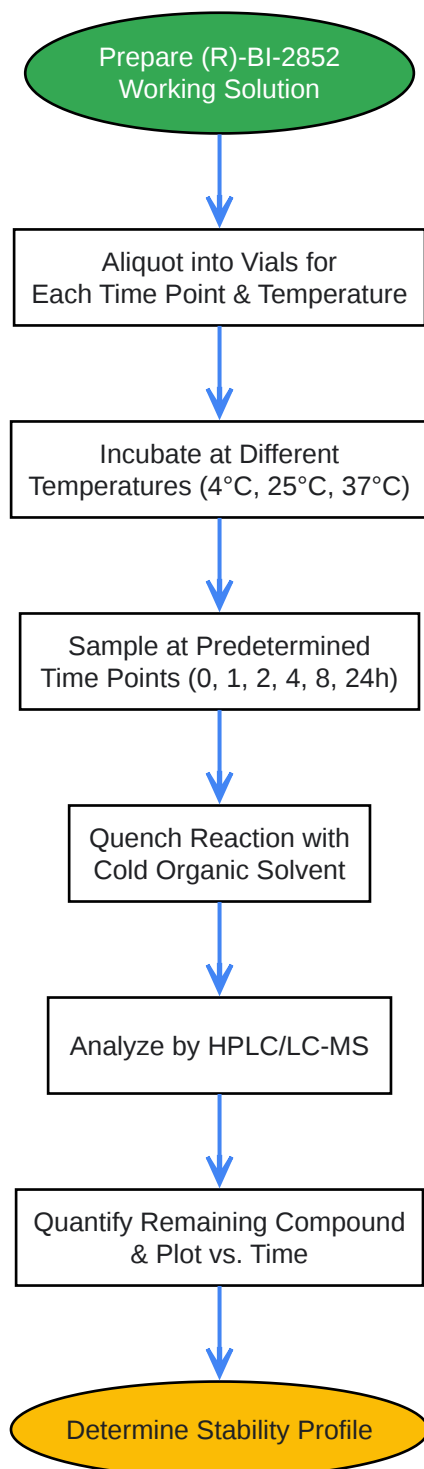 Prepare (R)-BI-2852
Working Solution
Aliquot into Vials for
Each Time Point & Temperature
Incubate at Different
Temperatures (4°C, 25°C, 37°C)
Sample at Predetermined
Time Points (0, 1, 2, 4, 8, 24h)
Quench Reaction with
Cold Organic Solvent
Analyze by HPLC/LC-MS
Quantify Remaining Compound
& Plot vs. Time
Determine Stability Profile